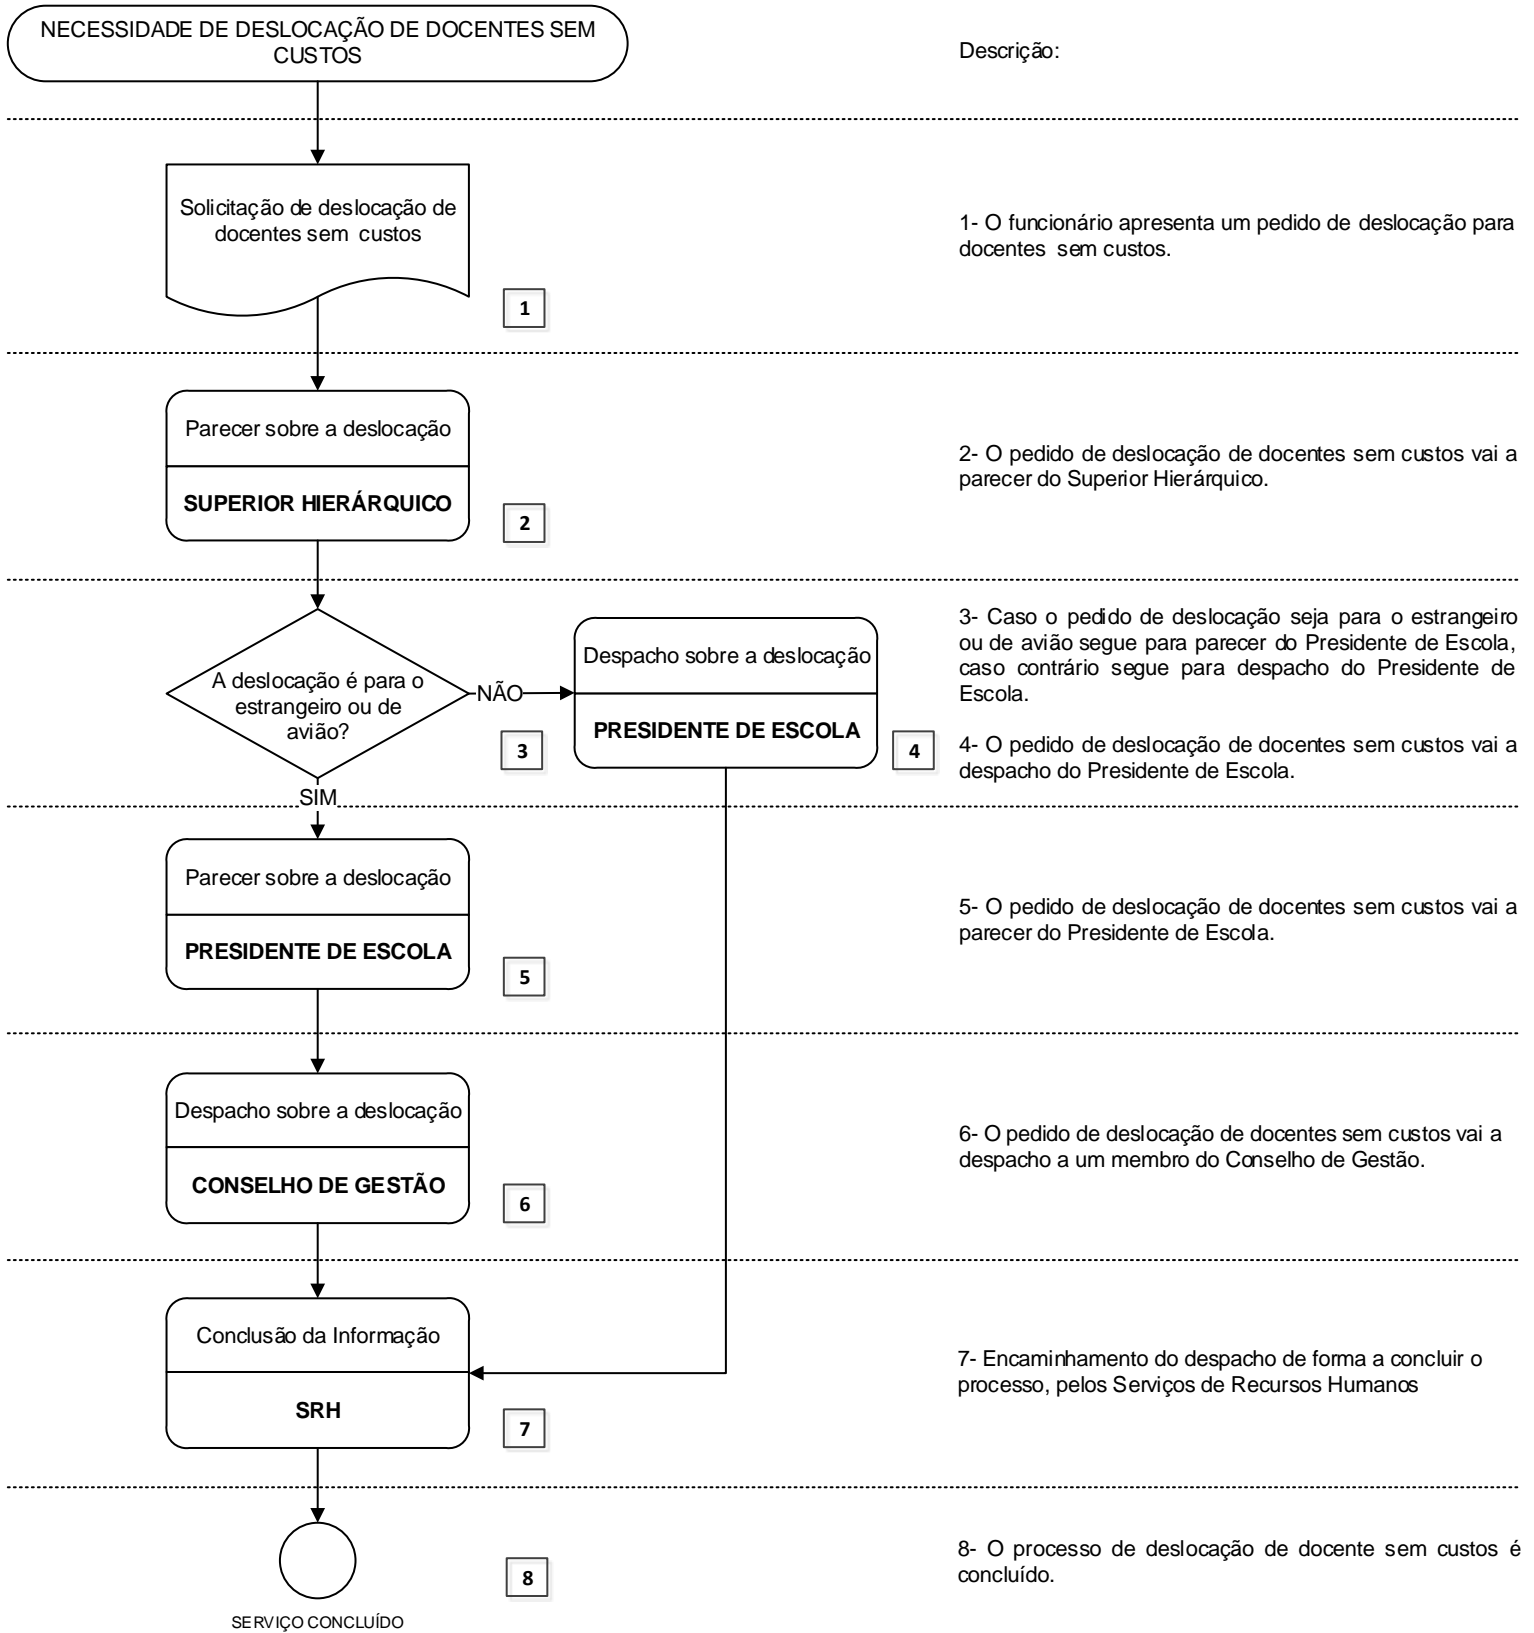 NECESSIDADE DE DESLOCAÇÃO DE DOCENTES SEM
CUSTOS
Descrição:
Solicitação de deslocação de
docentes sem custos
1
1- O funcionário apresenta um pedido de deslocação para
docentes sem custos.
Parecer sobre a deslocação
SUPERIOR HIERÁRQUICO
2
2- O pedido de deslocação de docentes sem custos vai a
parecer do Superior Hierárquico.
A deslocação é para o
estrangeiro ou de
avião?
NÃO
3
SIM
Despacho sobre a deslocação
PRESIDENTE DE ESCOLA
4
3- Caso o pedido de deslocação seja para o estrangeiro
ou de avião segue para parecer do Presidente de Escola,
caso contrário segue para despacho do Presidente de
Escola.
4- O pedido de deslocação de docentes sem custos vai a
despacho do Presidente de Escola.
Parecer sobre a deslocação
PRESIDENTE DE ESCOLA
5
5- O pedido de deslocação de docentes sem custos vai a
parecer do Presidente de Escola.
Despacho sobre a deslocação
CONSELHO DE GESTÃO
6
6- O pedido de deslocação de docentes sem custos vai a
despacho a um membro do Conselho de Gestão.
Conclusão da Informação
SRH
7
7- Encaminhamento do despacho de forma a concluir o
processo, pelos Serviços de Recursos Humanos
8
SERVIÇO CONCLUÍDO
8- O processo de deslocação de docente sem custos é
concluído.